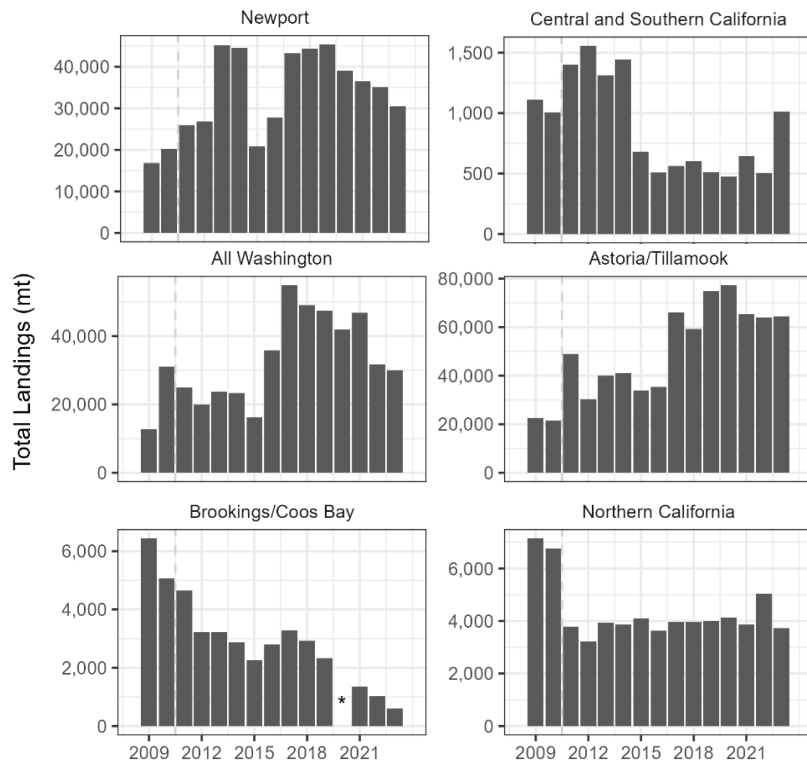 Newport
Central and Southern California
40,000
30,000
20,000
10,000
0
1,500
1,000
500
0
All Washington
Astoria/Tillamook
40,000
20,000
0
80,000
60,000
40,000
20,000
0
Total Landings (mt)
Brookings/Coos Bay
Northern California
6,000
4,000
2,000
0
*
6,000
4,000
2,000
0
2009 2012 2015 2018 2021
2009 2012 2015 2018 2021